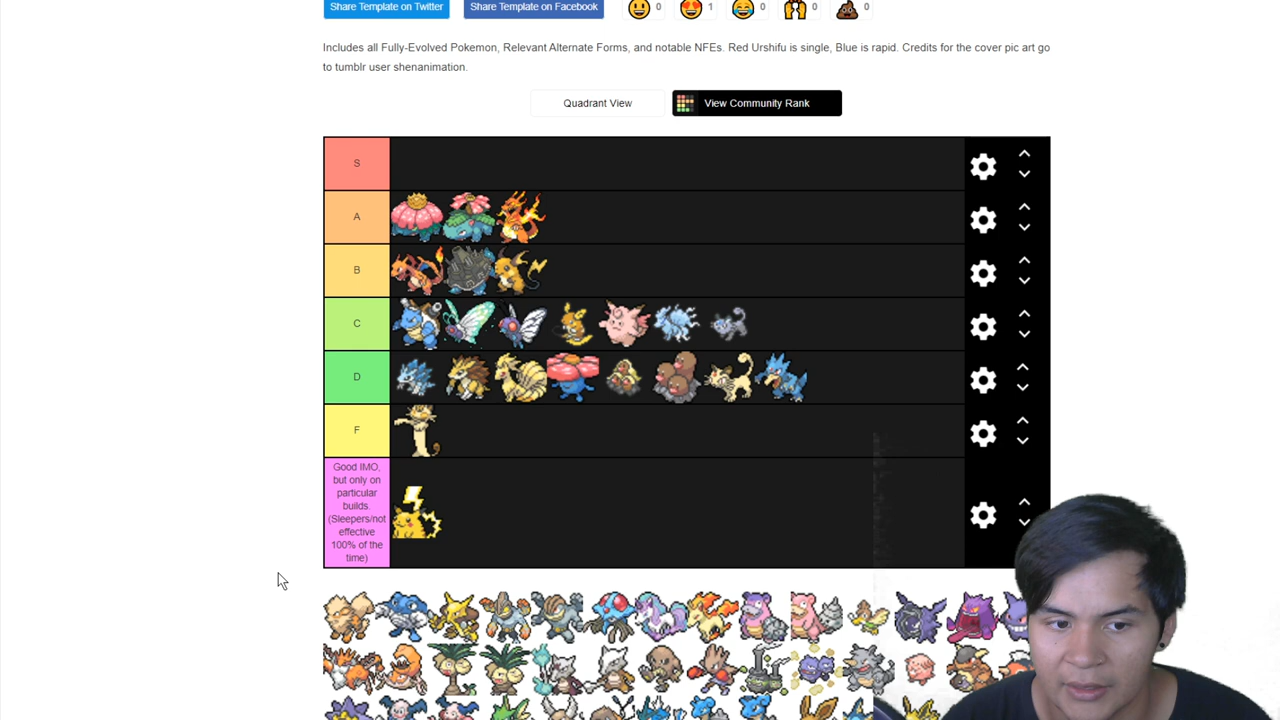 Share Template on Twitter
Share Template on Facebook
0
1
0
0
0
Includes all Fully-Evolved Pokemon, Relevant Alternate Forms, and notable NFEs. Red Urshifu is single, Blue is rapid. Credits for the cover pic art go
to tumblr user shenanimation.
Quadrant View
View Community Rank
S
A
B
C
D
F
Good IMO,
but only on
particular
builds.
(Sleepers/not
effective
100% of the
time)